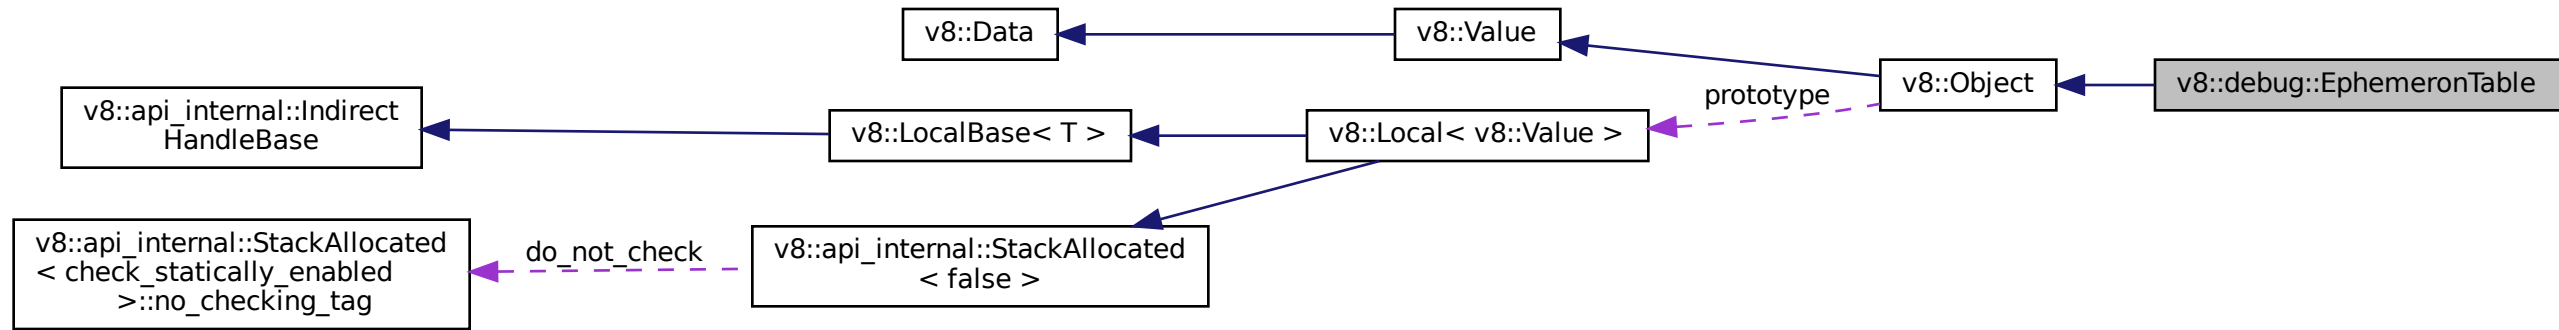 v8::Data
v8::Value
v8::Object
v8::debug::EphemeronTable
prototype
v8::api_internal::Indirect
HandleBase
v8::LocalBase< T >
v8::Local< v8::Value >
v8::api_internal::StackAllocated
< check_statically_enabled
>::no_checking_tag
do_not_check
v8::api_internal::StackAllocated
< false >